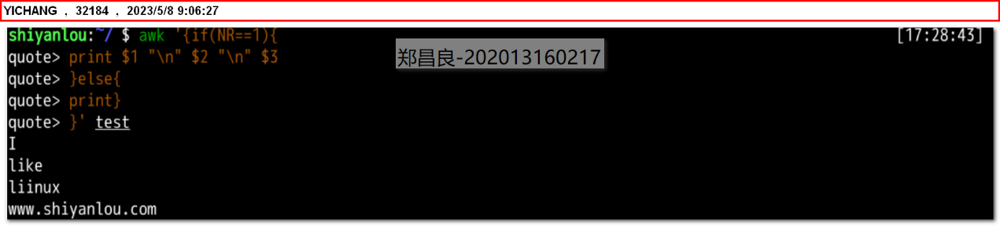 YICHANG , 32184 , 2023/5/8 9:06:27
shiyanlou:~/ $ awk '{if(NR==1){ [17:28:43]
quote> print $1 "\n" $2 "\n" $3
郑昌良-202013160217
quote> }else{
quote> print}
quote> }' test
I
like
liinux
www.shiyanlou.com